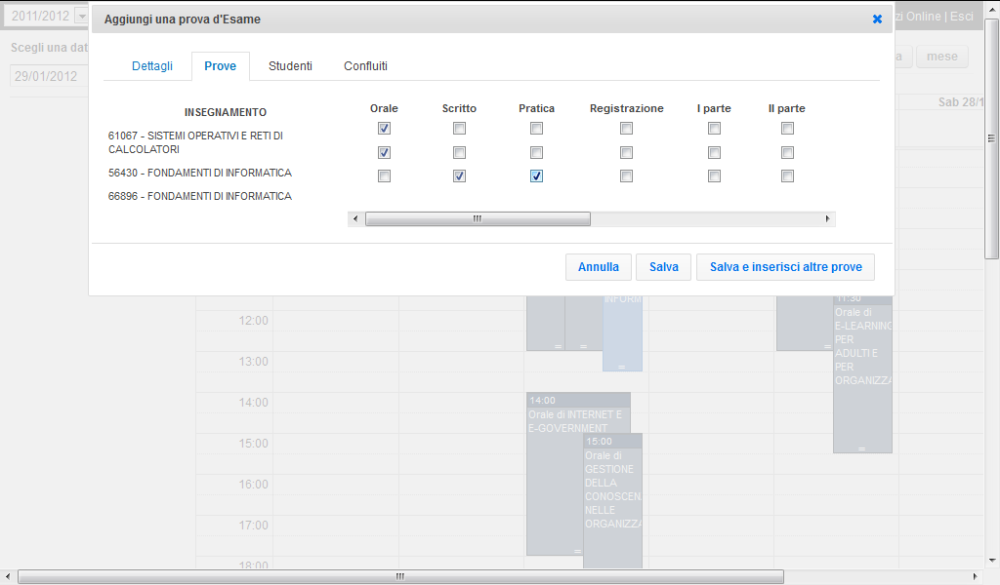 2011/2012
Aggiungi una prova d'Esame
zi Online | Esci
Scegli una dat
29/01/2012
a
mese
Sab 28/1
Dettagli
Prove
Studenti
Confluiti
INSEGNAMENTO
Orale
Scritto
Pratica
Registrazione
I parte
II parte
61067 - SISTEMI OPERATIVI E RETI DI
CALCOLATORI
56430 - FONDAMENTI DI INFORMATICA
66896 - FONDAMENTI DI INFORMATICA
Annulla
Salva
Salva e inserisci altre prove
INFORM
11:30
Orale di
E-LEARNING
PER
ADULTI E
PER
ORGANIZZA
12:00
13:00
14:00
15:00
16:00
17:00
18:00
14:00
Orale di INTERNET E
E-GOVERNMENT
15:00
Orale di
GESTIONE
DELLA
CONOSCEN
NELLE
ORGANIZZA